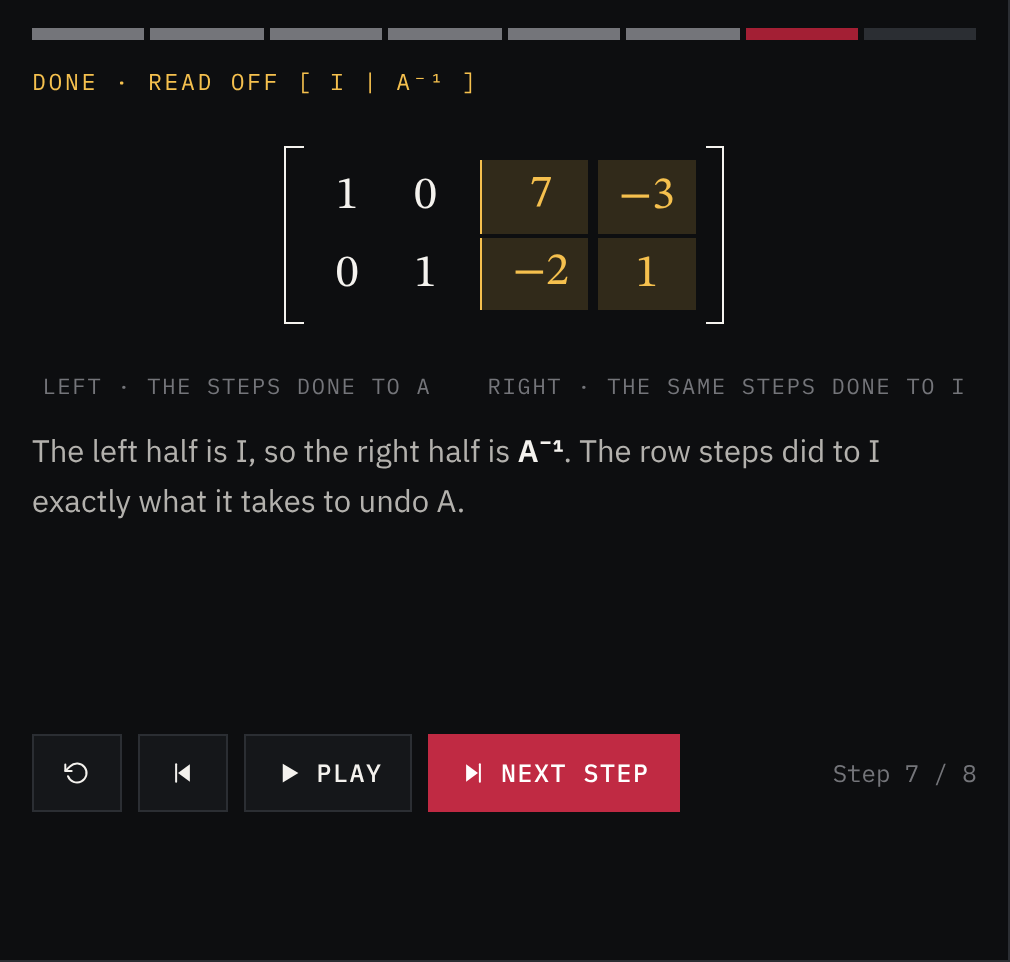 DONE · READ OFF [ I | A⁻¹ ]
1 0 7 −3
0 1 −2 1
LEFT · THE STEPS DONE TO A RIGHT · THE SAME STEPS DONE TO I
The left half is I, so the right half is A⁻¹. The row steps did to I
exactly what it takes to undo A.
PLAY NEXT STEP Step 7 / 8